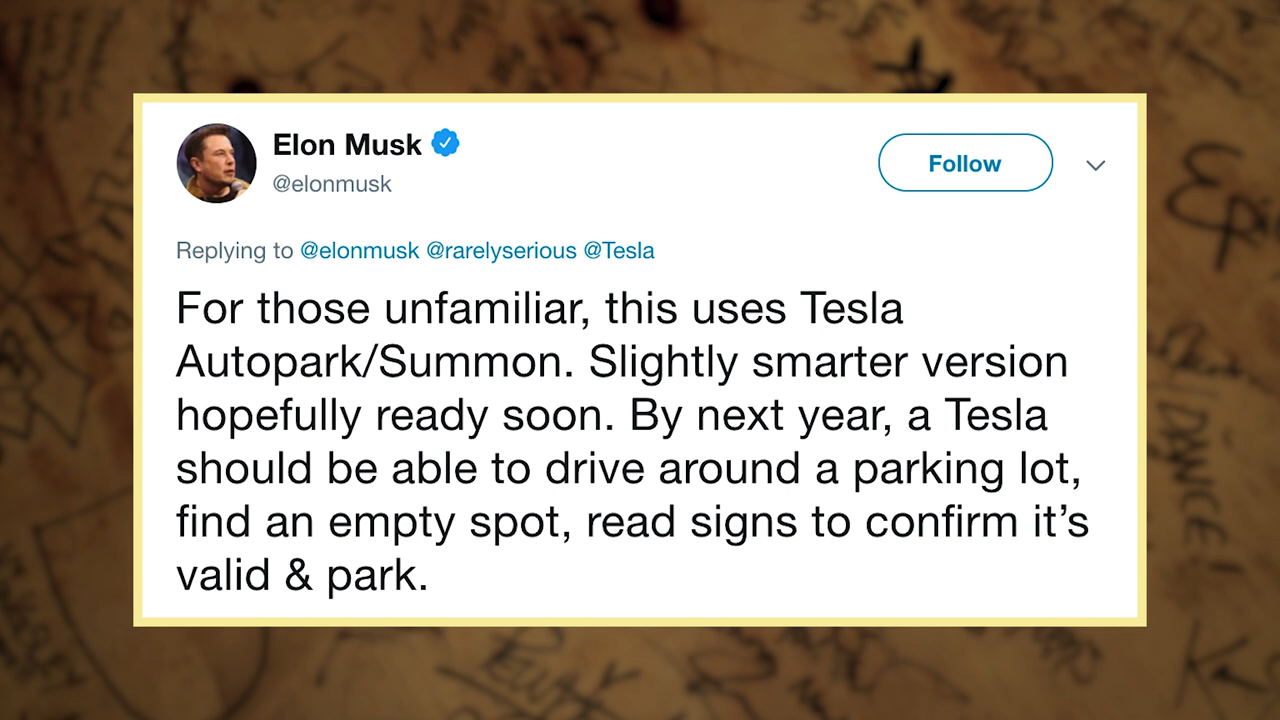 Elon Musk
@elonmusk
Follow
Replying to @elonmusk @rarelyserious @Tesla
For those unfamiliar, this uses Tesla
Autopark/Summon. Slightly smarter version
hopefully ready soon. By next year, a Tesla
should be able to drive around a parking lot,
find an empty spot, read signs to confirm it’s
valid & park.